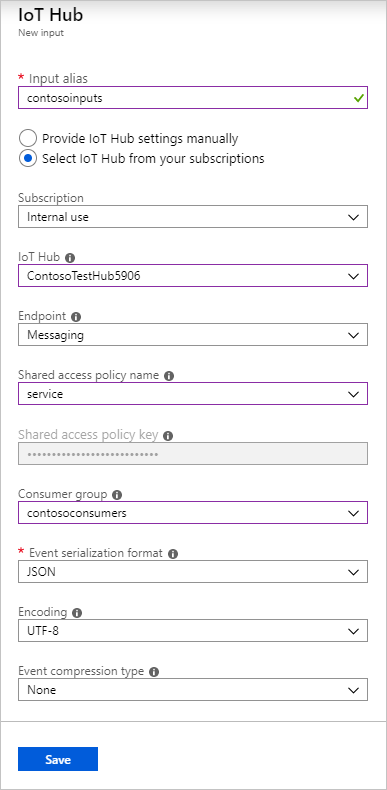 IoT Hub
New input
* Input alias
contosoinputs
Provide IoT Hub settings manually
Select IoT Hub from your subscriptions
Subscription
Internal use
IoT Hub
ContosoTestHub5906
Endpoint
Messaging
Shared access policy name
service
Shared access policy key
•••••••••••••••••••••••••••
Consumer group
contosoconsumers
* Event serialization format
JSON
Encoding
UTF-8
Event compression type
None
Save